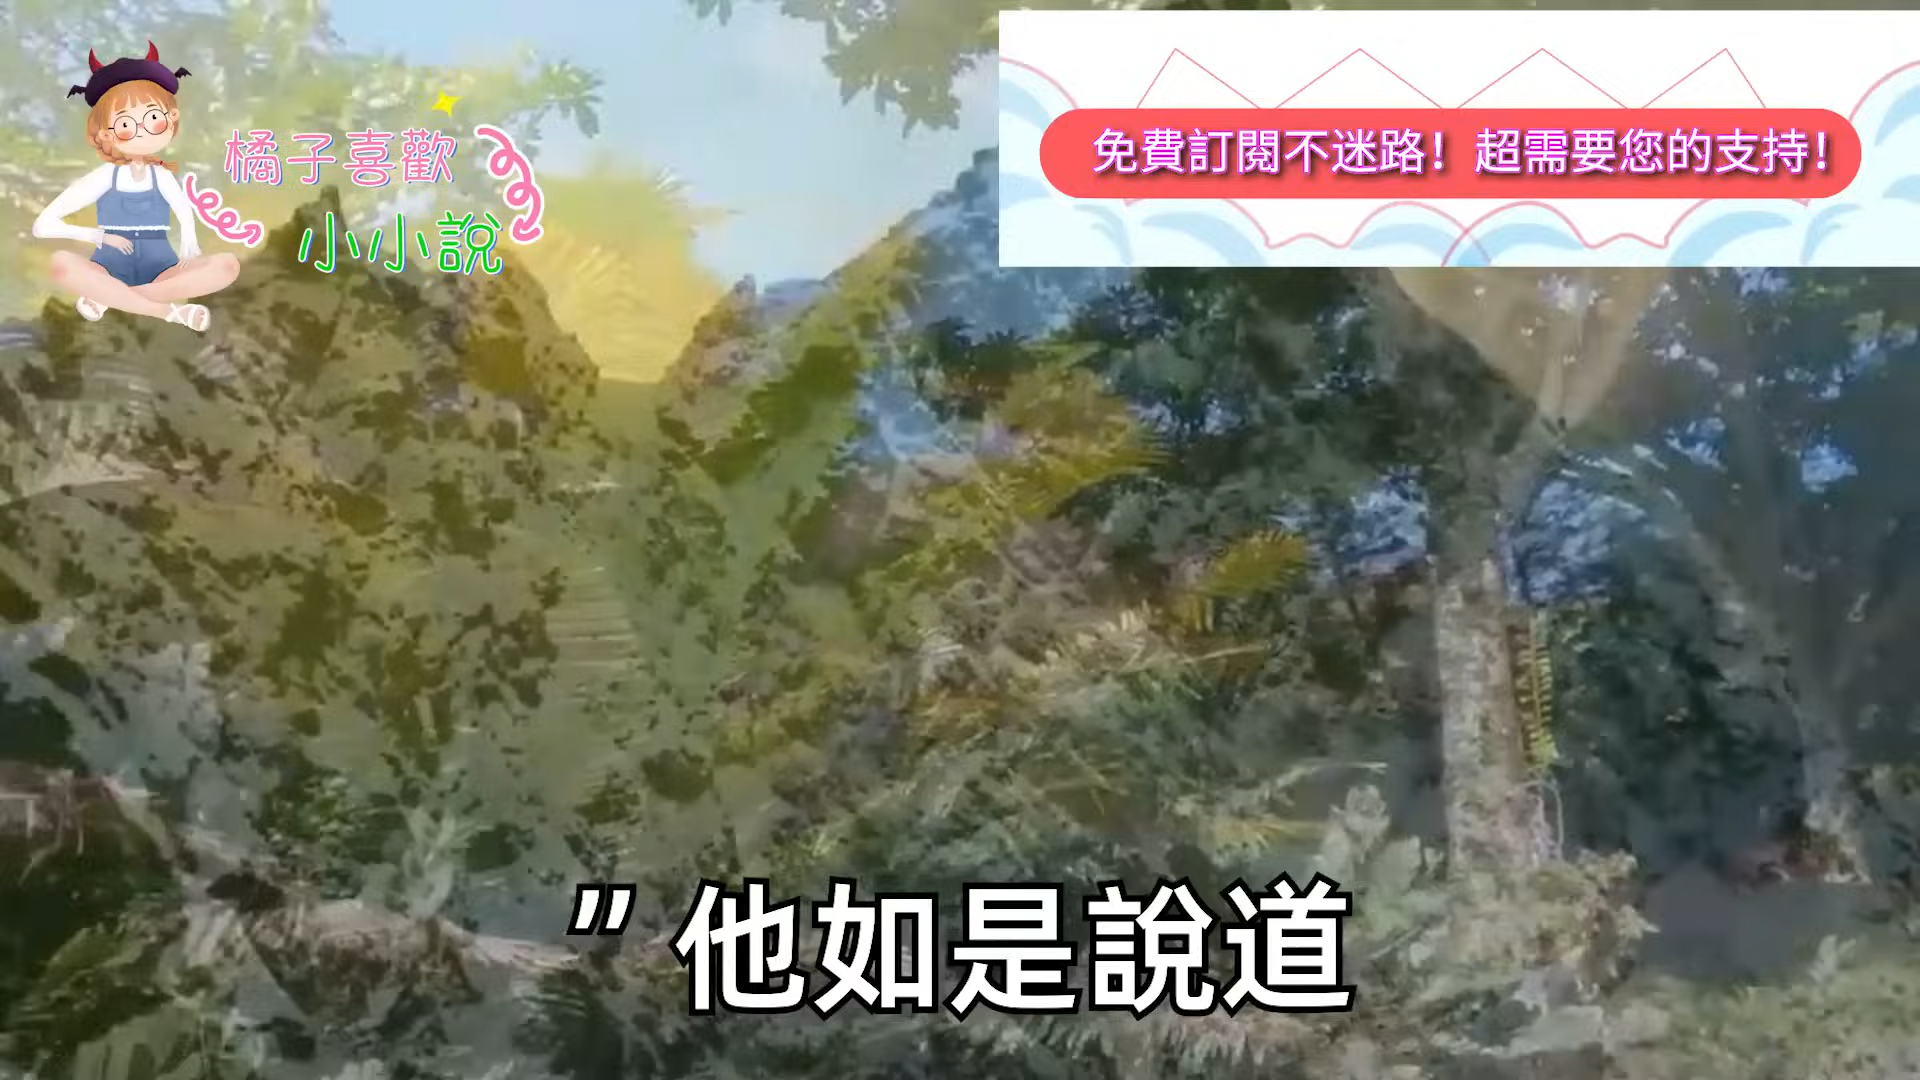 橘子喜歡
小小說
免費訂閱不迷路！超需要您的支持！
”他如是說道